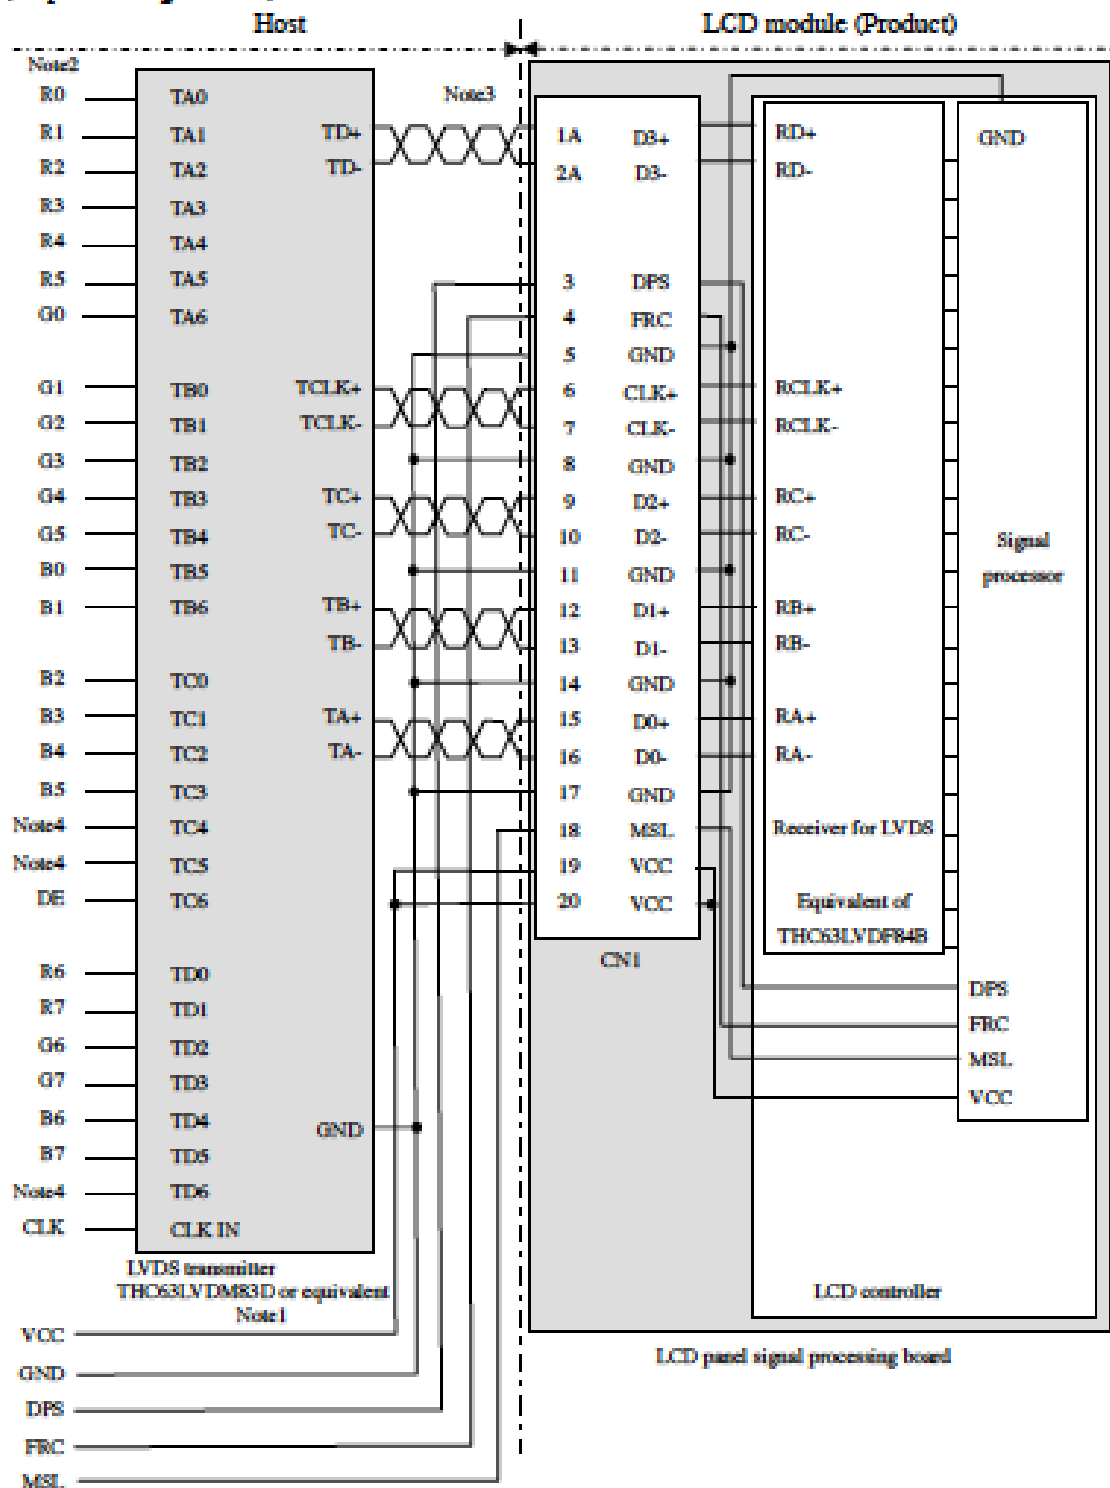 Host LCD module (Product)
Note2
R0 TA0 Note3
R1 TA1 TD+ 1A D3+ RD+ GND
R2 TA2 TD- 2A D3- RD-
R3 TA3
R4 TA4
R5 TA5 3 DPS
G0 TA6 4 FRC
5 GND
G1 TB0 TCLK+ 6 CLK+ RCLK+
G2 TB1 TCLK- 7 CLK- RCLK-
G3 TB2 8 GND
G4 TB3 TC+ 9 D2+ RC+
G5 TB4 TC- 10 D2- RC- Signal
B0 TB5 11 GND processor
B1 TB6 TB+ 12 D1+ RB+
TB- 13 D1- RB-
B2 TC0 14 GND
B3 TC1 TA+ 15 D0+ RA+
B4 TC2 TA- 16 D0- RA-
B5 TC3 17 GND
Note4 TC4 18 MSL Receiver for LVDS
Note4 TC5 19 VCC
DE TC6 20 VCC Equivalent of
THC63LVDF84B
CN1
R6 TD0 DPS
R7 TD1 FRC
G6 TD2 MSL
G7 TD3 VCC
B6 TD4 GND
B7 TD5
Note4 TD6
CLK CLK IN
LVDS transmitter
THC63LVDM83D or equivalent LCD controller
Note1
VCC
LCD panel signal processing board
GND
DPS
FRC
MSL